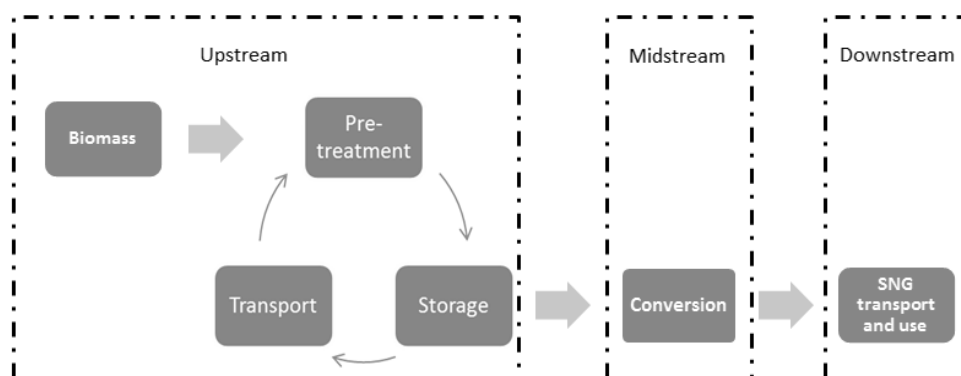 Upstream
Midstream
Downstream
Biomass
Pre-
treatment
Transport
Storage
Conversion
SNG
transport
and use